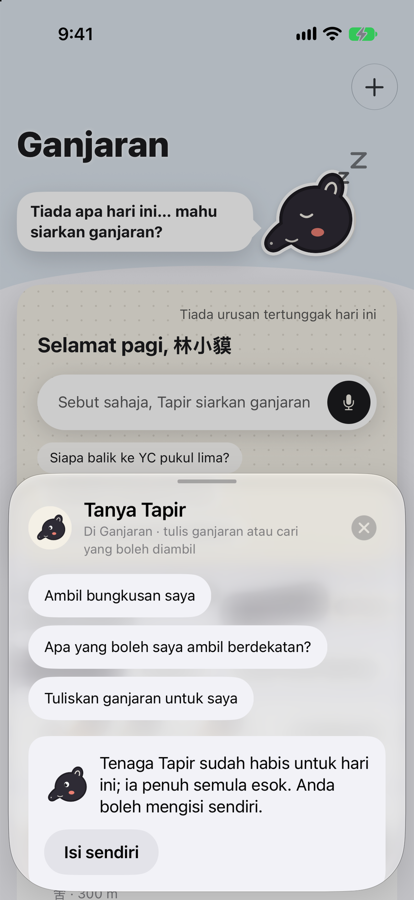 9:41
Ganjaran
z
z
Tiada apa hari ini... mahu
siarkan ganjaran?
Tiada urusan tertunggak hari ini
Selamat pagi, 林小貘
Sebut sahaja, Tapir siarkan ganjaran
Siapa balik ke YC pukul lima?
Tanya Tapir
Di Ganjaran · tulis ganjaran atau cari
yang boleh diambil
Ambil bungkusan saya
Apa yang boleh saya ambil berdekatan?
Tuliskan ganjaran untuk saya
Tenaga Tapir sudah habis untuk hari
ini; ia penuh semula esok. Anda
boleh mengisi sendiri.
Isi sendiri
· 300 m